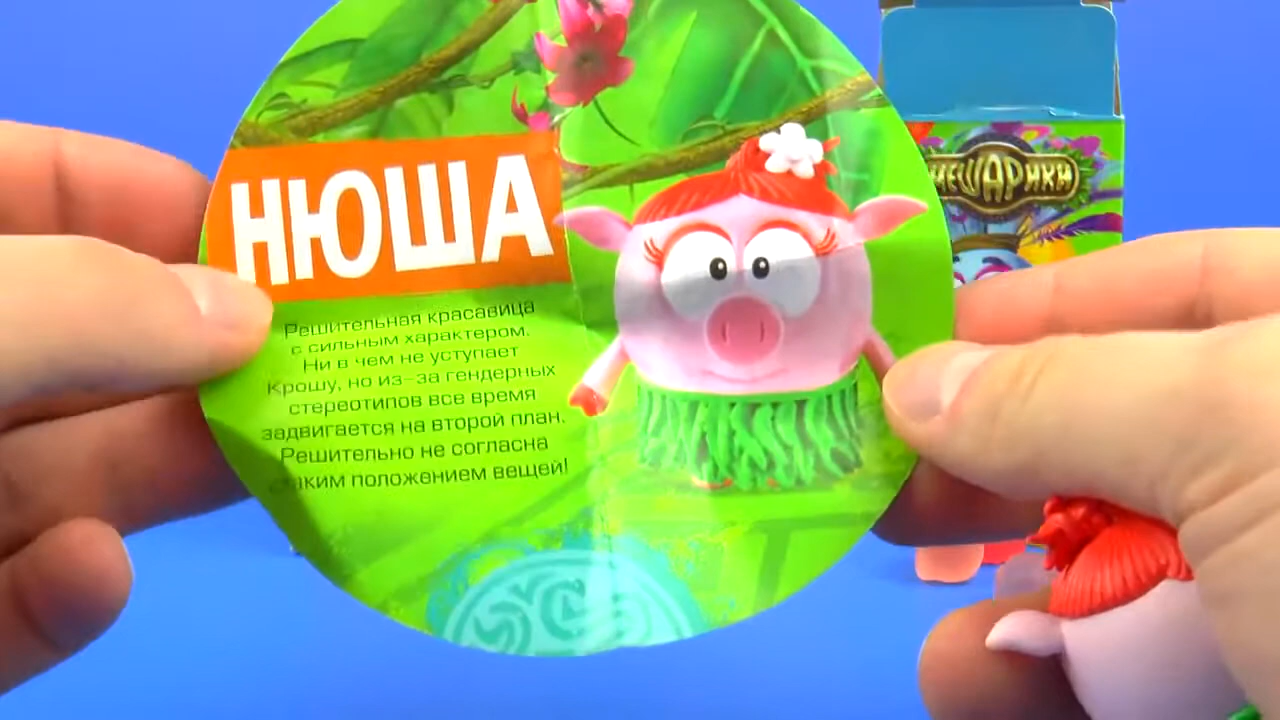 НЮША
Решительная красавица
с сильным характером.
Ни в чем не уступает
Крошу, но из-за гендерных
стереотипов все время
задвигается на второй план.
Решительно не согласна
с таким положением вещей!
МЕШАРИКИ